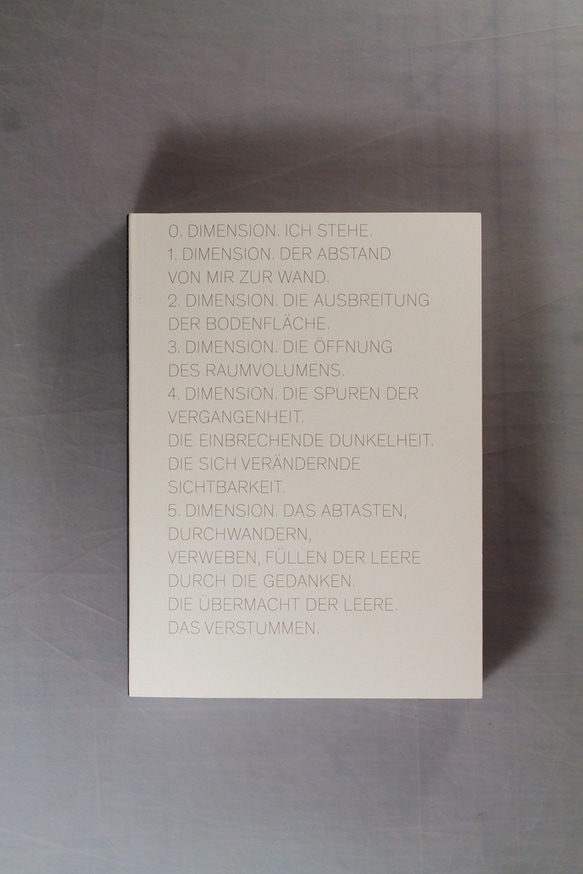 0. DIMENSION. ICH STEHE.
1. DIMENSION. DER ABSTAND
VON MIR ZUR WAND.
2. DIMENSION. DIE AUSBREITUNG
DER BODENFLÄCHE.
3. DIMENSION. DIE ÖFFNUNG
DES RAUMVOLUMENS.
4. DIMENSION. DIE SPUREN DER
VERGANGENHEIT.
DIE EINBRECHENDE DUNKELHEIT.
DIE SICH VERÄNDERNDE
SICHTBARKEIT.
5. DIMENSION. DAS ABTASTEN,
DURCHWANDERN,
VERWEBEN, FÜLLEN DER LEERE
DURCH DIE GEDANKEN.
DIE ÜBERMACHT DER LEERE.
DAS VERSTUMMEN.